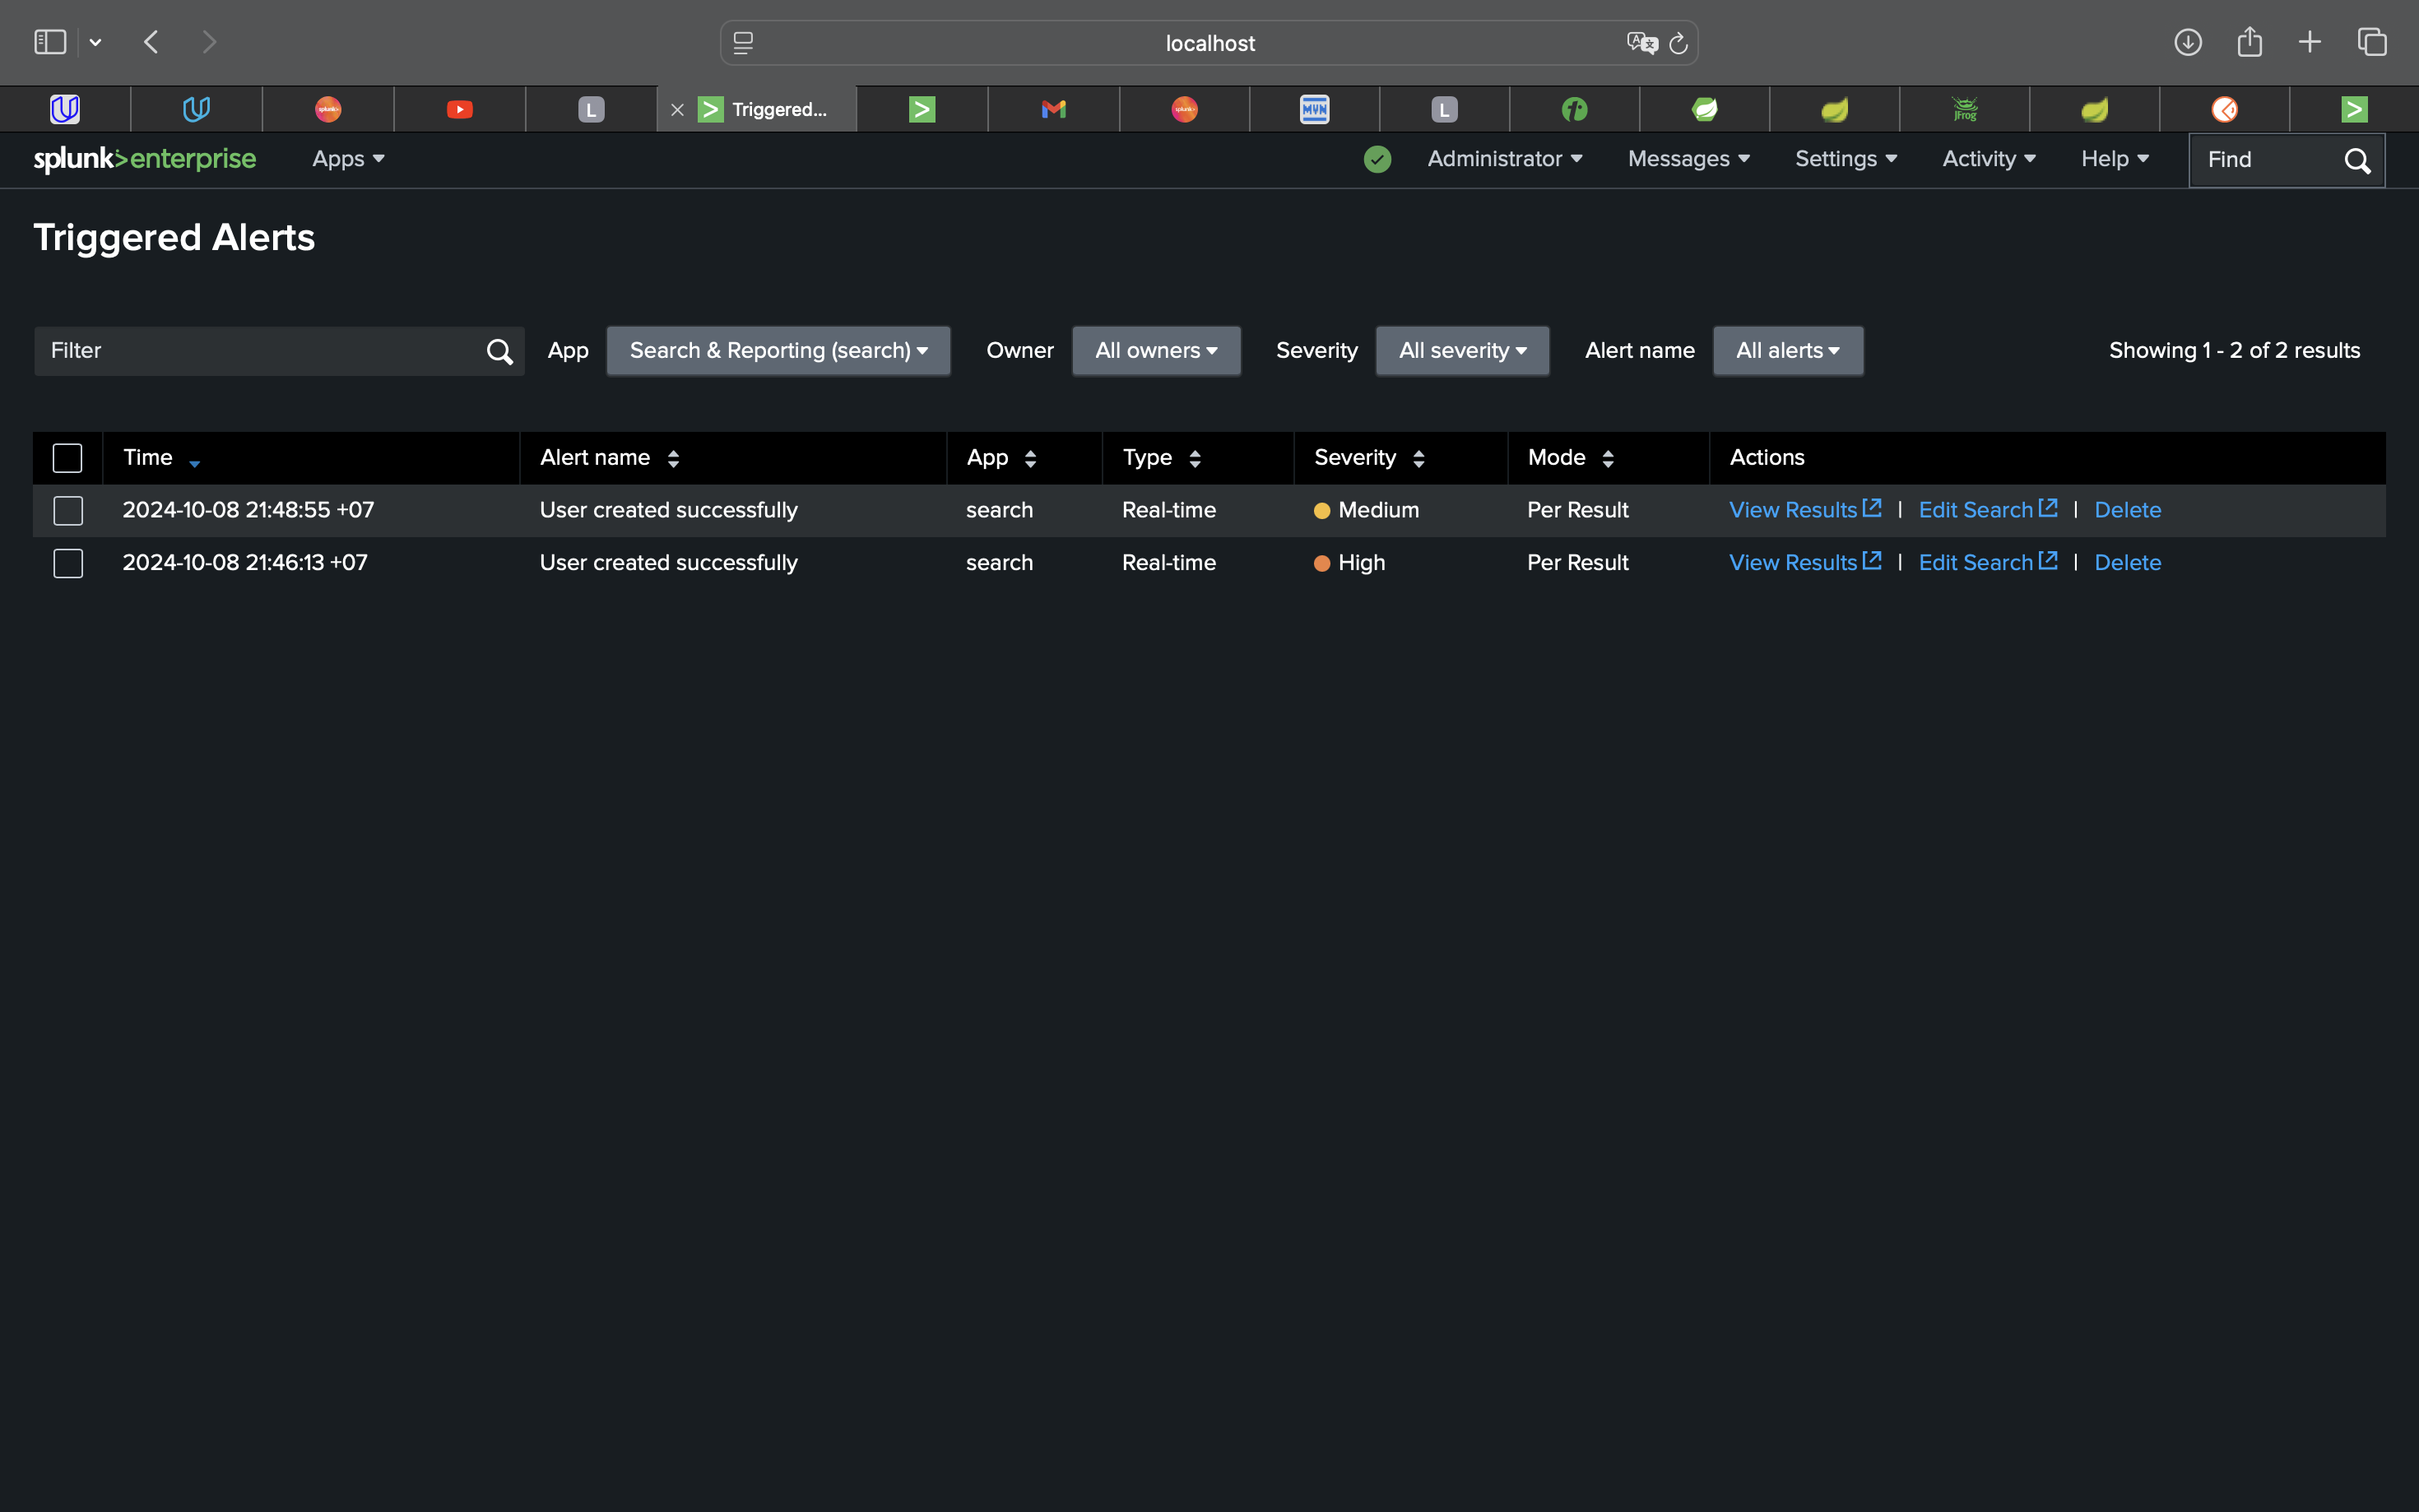 localhost
L
Triggered...
splunk>
MVN
L
JFrog
splunk>enterprise Apps Administrator Messages Settings Activity Help Find
Triggered Alerts
Filter App Search & Reporting (search) Owner All owners Severity All severity Alert name All alerts Showing 1 - 2 of 2 results
Time Alert name App Type Severity Mode Actions
2024-10-08 21:48:55 +07 User created successfully search Real-time Medium Per Result View Results | Edit Search | Delete
2024-10-08 21:46:13 +07 User created successfully search Real-time High Per Result View Results | Edit Search | Delete